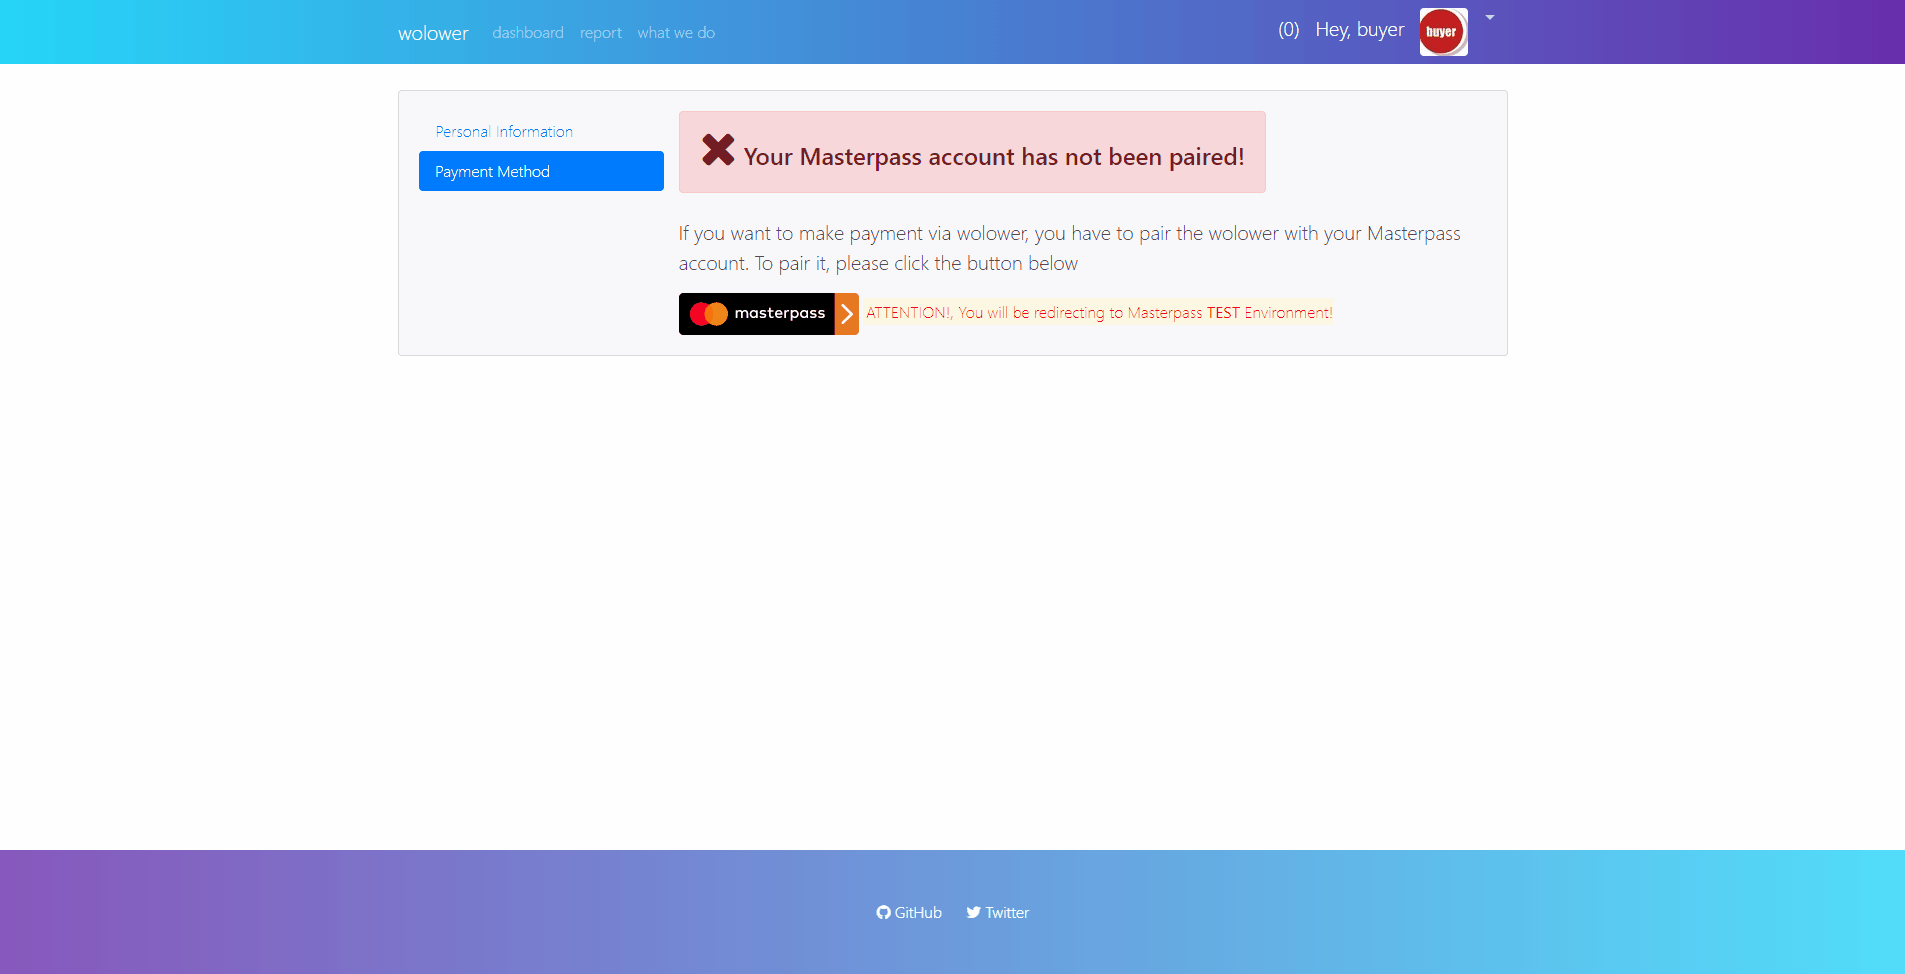 wolower dashboard report what we do (0) Hey, buyer buyer
Personal Information
Payment Method
Your Masterpass account has not been paired!
If you want to make payment via wolower, you have to pair the wolower with your Masterpass
account. To pair it, please click the button below
masterpass ATTENTION!, You will be redirecting to Masterpass TEST Environment!
GitHub Twitter